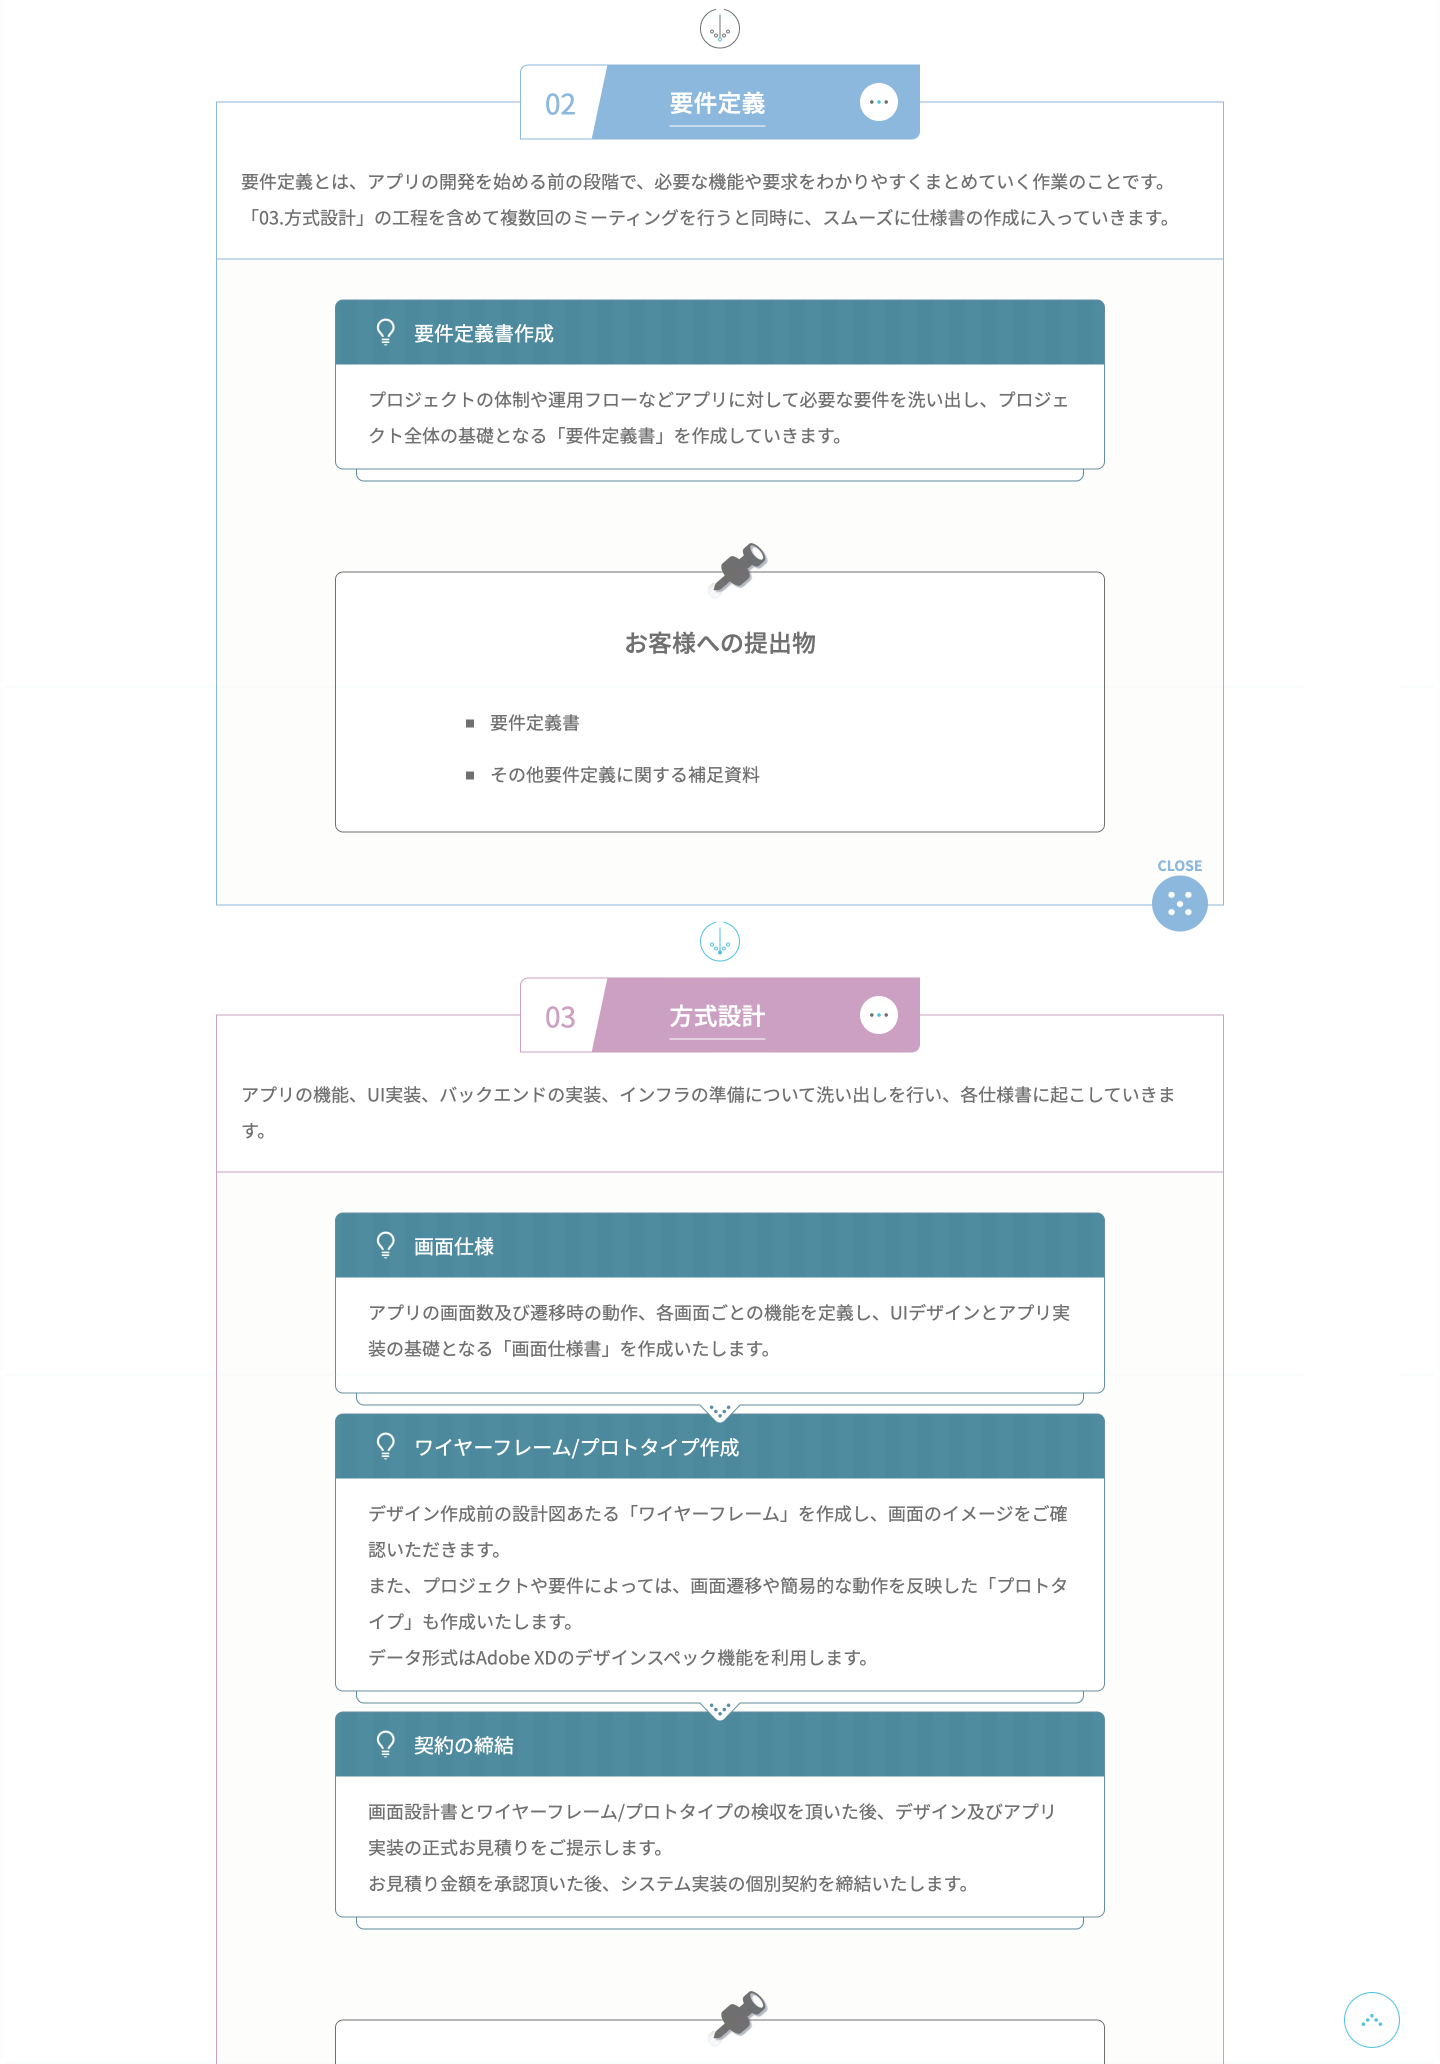 02
要件定義
要件定義とは、アプリの開発を始める前の段階で、必要な機能や要求をわかりやすくまとめていく作業のことです。
「03.方式設計」の工程を含めて複数回のミーティングを行うと同時に、スムーズに仕様書の作成に入っていきます。
要件定義書作成
プロジェクトの体制や運用フローなどアプリに対して必要な要件を洗い出し、プロジェ
クト全体の基礎となる「要件定義書」を作成していきます。
お客様への提出物
■ 要件定義書
■ その他要件定義に関する補足資料
CLOSE
03
方式設計
アプリの機能、UI実装、バックエンドの実装、インフラの準備について洗い出しを行い、各仕様書に起こしていきま
す。
画面仕様
アプリの画面数及び遷移時の動作、各画面ごとの機能を定義し、UIデザインとアプリ実
装の基礎となる「画面仕様書」を作成いたします。
ワイヤーフレーム/プロトタイプ作成
デザイン作成前の設計図あたる「ワイヤーフレーム」を作成し、画面のイメージをご確
認いただきます。
また、プロジェクトや要件によっては、画面遷移や簡易的な動作を反映した「プロトタ
イプ」も作成いたします。
データ形式はAdobe XDのデザインスペック機能を利用します。
契約の締結
画面設計書とワイヤーフレーム/プロトタイプの検収を頂いた後、デザイン及びアプリ
実装の正式お見積りをご提示します。
お見積り金額を承認頂いた後、システム実装の個別契約を締結いたします。